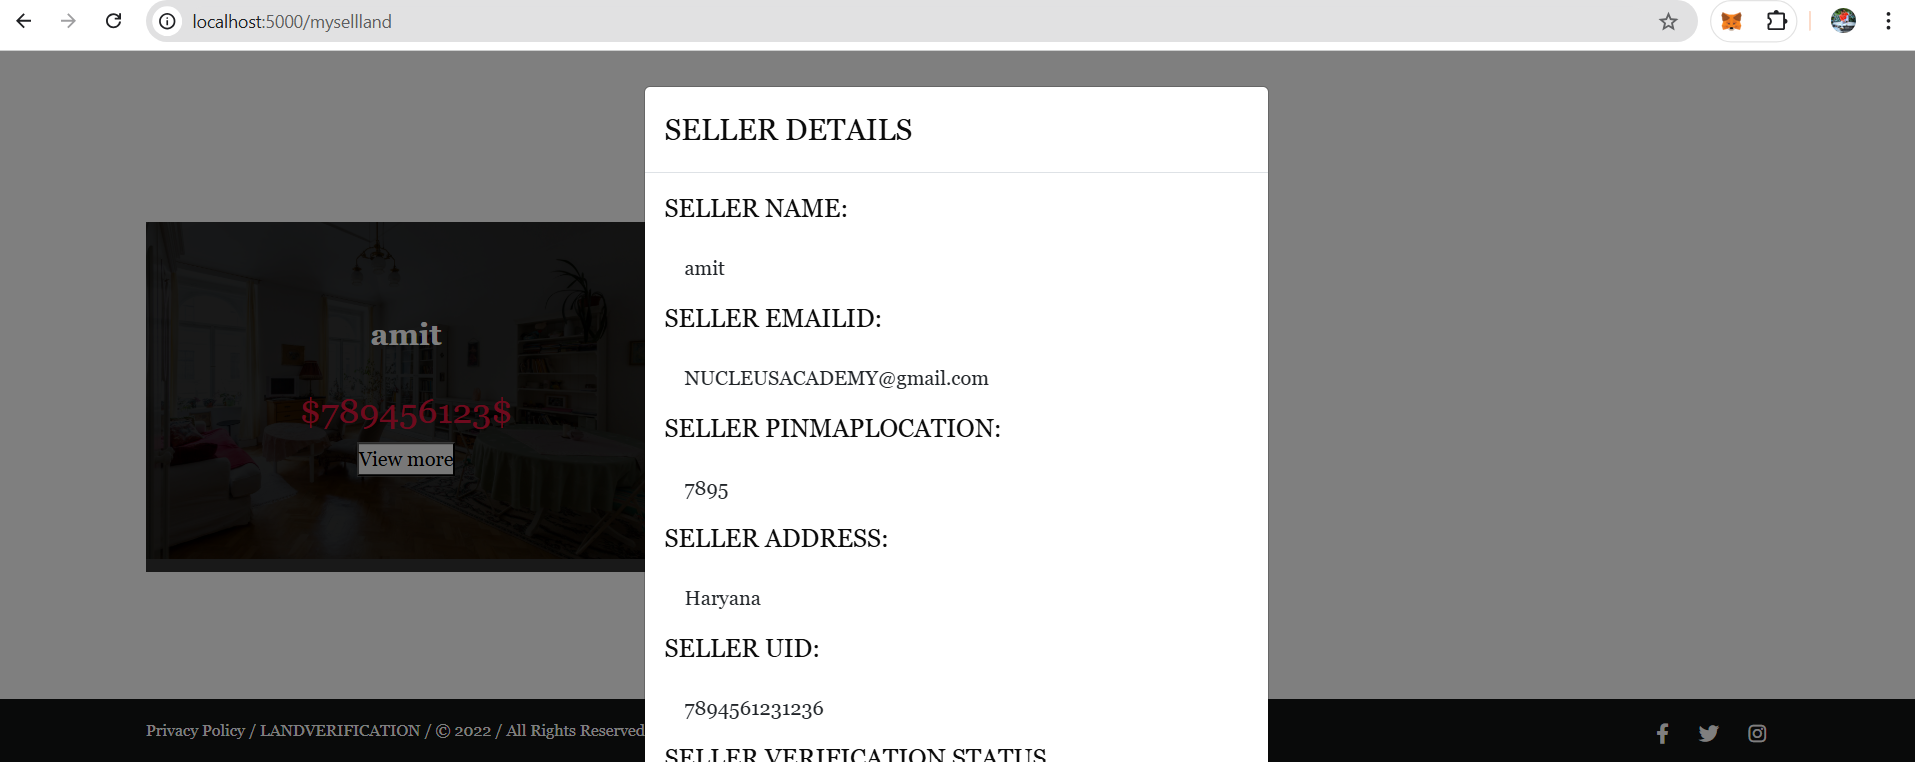 localhost:5000/mysellland
SELLER DETAILS
SELLER NAME:
amit
SELLER EMAILID:
NUCLEUSACADEMY@gmail.com
SELLER PINMAPLOCATION:
7895
SELLER ADDRESS:
Haryana
SELLER UID:
7894561231236
SELLER VERIFICATION STATUS
amit
$789456123$
View more
Privacy Policy / LANDVERIFICATION / © 2022 / All Rights Reserved